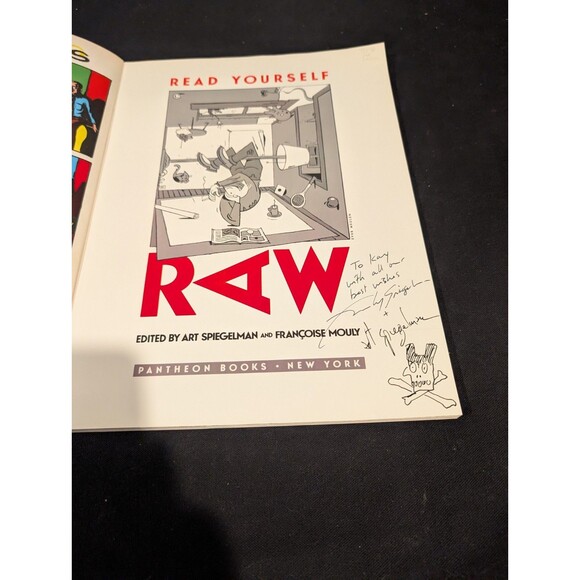 READ YOURSELF
RAW
EDITED BY ART SPIEGELMAN AND FRANÇOISE MOULY
PANTHEON BOOKS • NEW YORK
To
with all our
best wishes
+
spiegelman